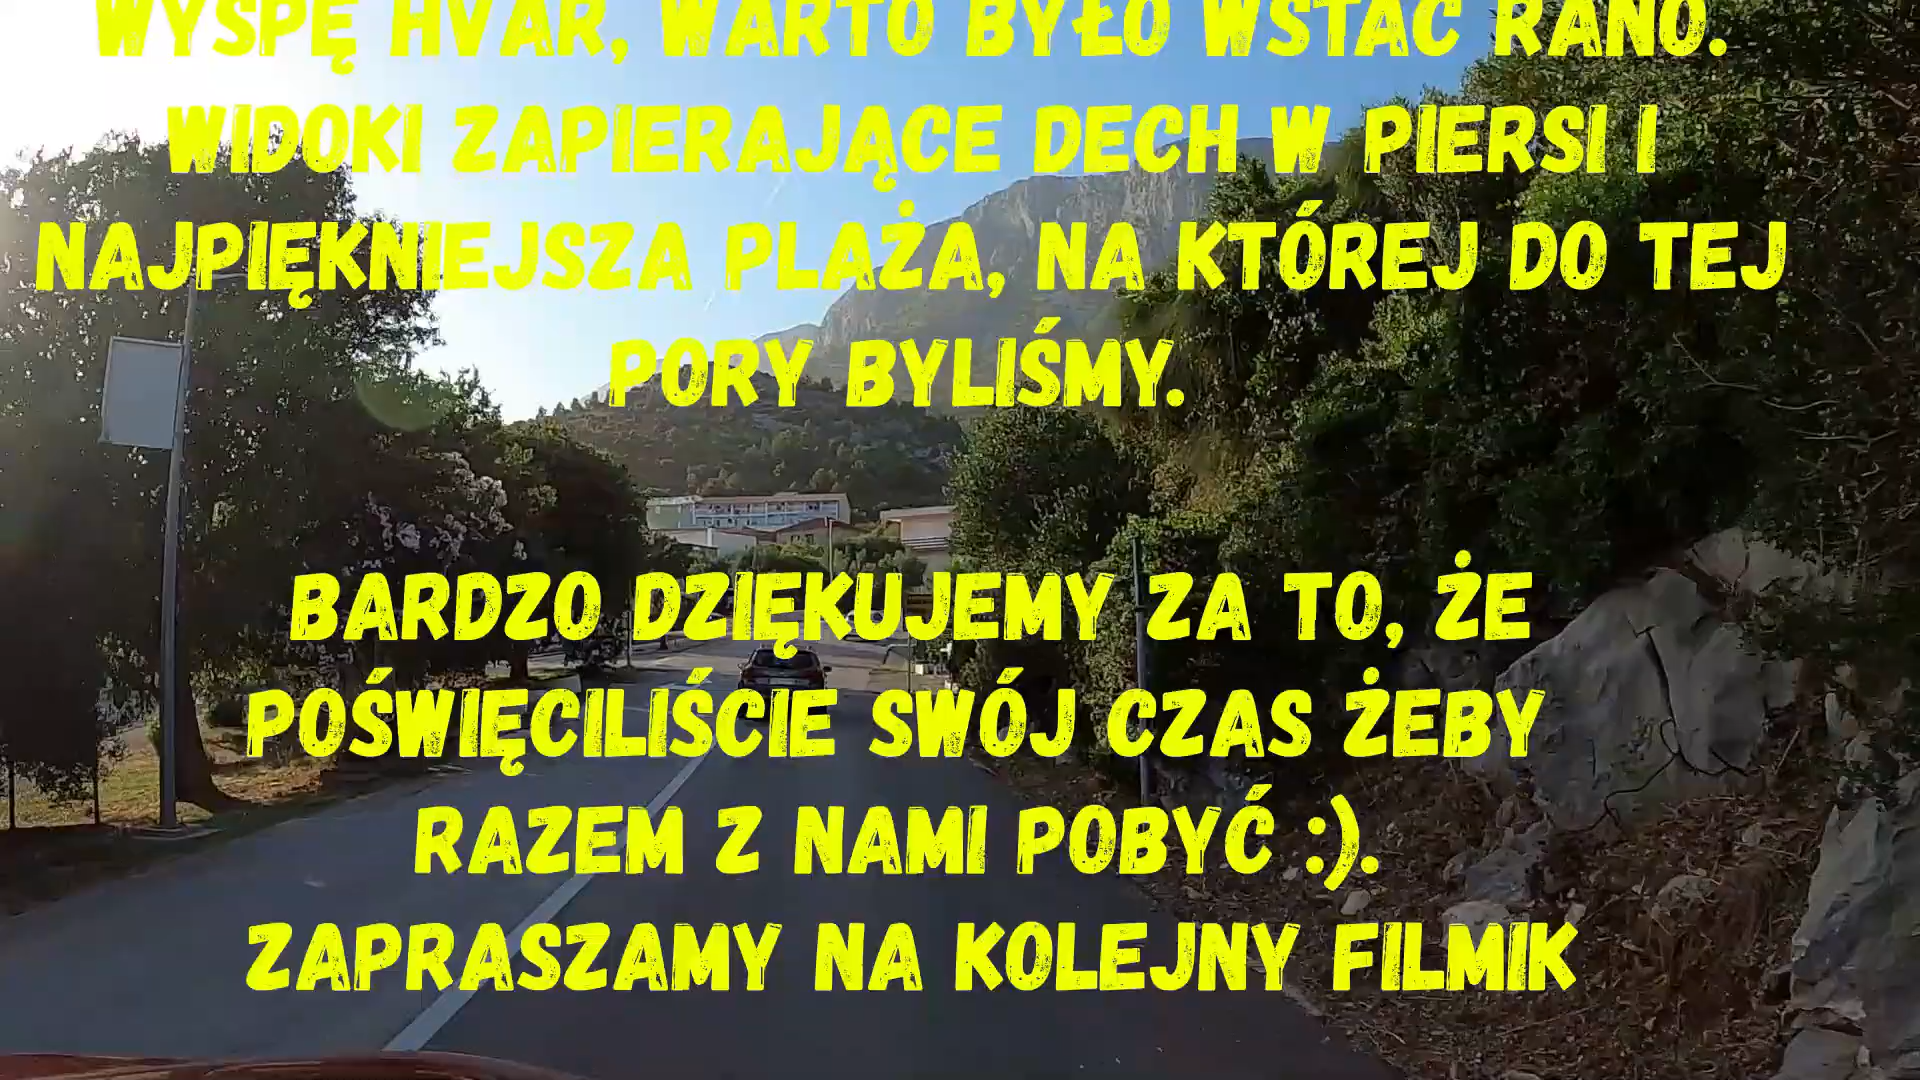 WYSPĘ HVAR, WARTO BYŁO WSTAĆ RANO.
WIDOKI ZAPIERAJĄCE DECH W PIERSI I
NAJPIĘKNIEJSZA PLAŻA, NA KTÓREJ DO TEJ
PORY BYLIŚMY.
BARDZO DZIĘKUJEMY ZA TO, ŻE
POŚWIĘCILIŚCIE SWÓJ CZAS ŻEBY
RAZEM Z NAMI POBYĆ :).
ZAPRASZAMY NA KOLEJNY FILMIK